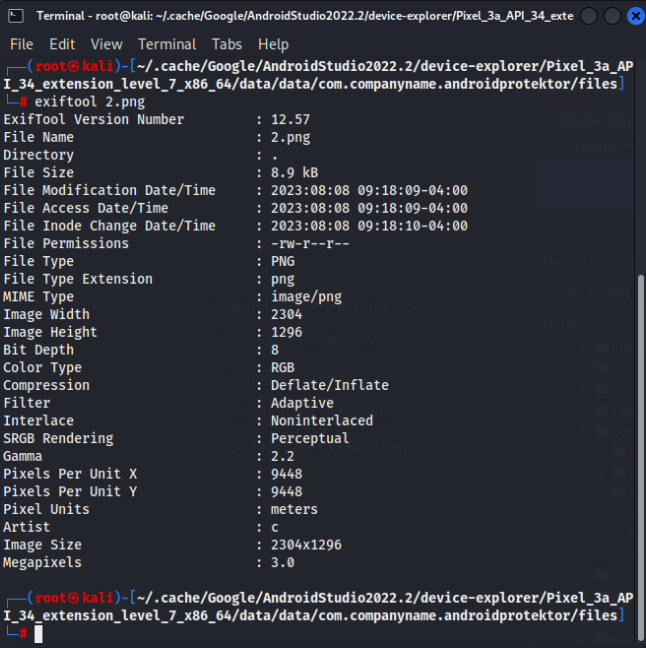 Terminal - root@kali: ~/.cache/Google/AndroidStudio2022.2/device-explorer/Pixel_3a_API_34_exte
File Edit View Terminal Tabs Help
┌──(root㉿kali)-[~/.cache/Google/AndroidStudio2022.2/device-explorer/Pixel_3a_AP
I_34_extension_level_7_x86_64/data/data/com.companyname.androidprotektor/files]
└─# exiftool 2.png
ExifTool Version Number : 12.57
File Name : 2.png
Directory : .
File Size : 8.9 kB
File Modification Date/Time : 2023:08:08 09:18:09-04:00
File Access Date/Time : 2023:08:08 09:18:09-04:00
File Inode Change Date/Time : 2023:08:08 09:18:10-04:00
File Permissions : -rw-r--r--
File Type : PNG
File Type Extension : png
MIME Type : image/png
Image Width : 2304
Image Height : 1296
Bit Depth : 8
Color Type : RGB
Compression : Deflate/Inflate
Filter : Adaptive
Interlace : Noninterlaced
SRGB Rendering : Perceptual
Gamma : 2.2
Pixels Per Unit X : 9448
Pixels Per Unit Y : 9448
Pixel Units : meters
Artist : c
Image Size : 2304x1296
Megapixels : 3.0
┌──(root㉿kali)-[~/.cache/Google/AndroidStudio2022.2/device-explorer/Pixel_3a_AP
I_34_extension_level_7_x86_64/data/data/com.companyname.androidprotektor/files]
└─#